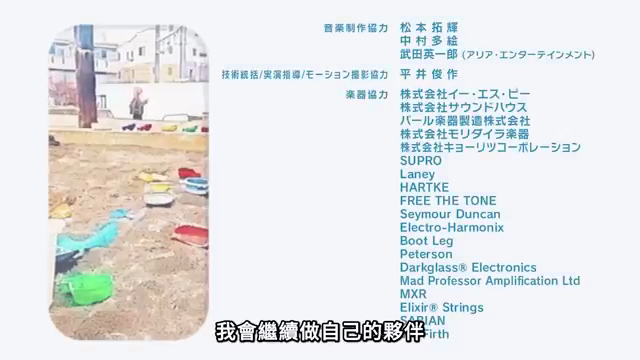 音楽制作協力 松本拓輝
中村多絵
武田英一郎 (アリア・エンターテインメント)
技術統括/実演指導/モーション撮影協力 平井俊作
楽器協力 株式会社イー・エス・ピー
株式会社サウンドハウス
パール楽器製造株式会社
株式会社モリダイラ楽器
株式会社キョーリツコーポレーション
SUPRO
Laney
HARTKE
FREE THE TONE
Seymour Duncan
Electro-Harmonix
Boot Leg
Peterson
Darkglass® Electronics
Mad Professor Amplification Ltd
MXR
Elixir® Strings
SABIAN
Firth
我會繼續做自己的夥伴